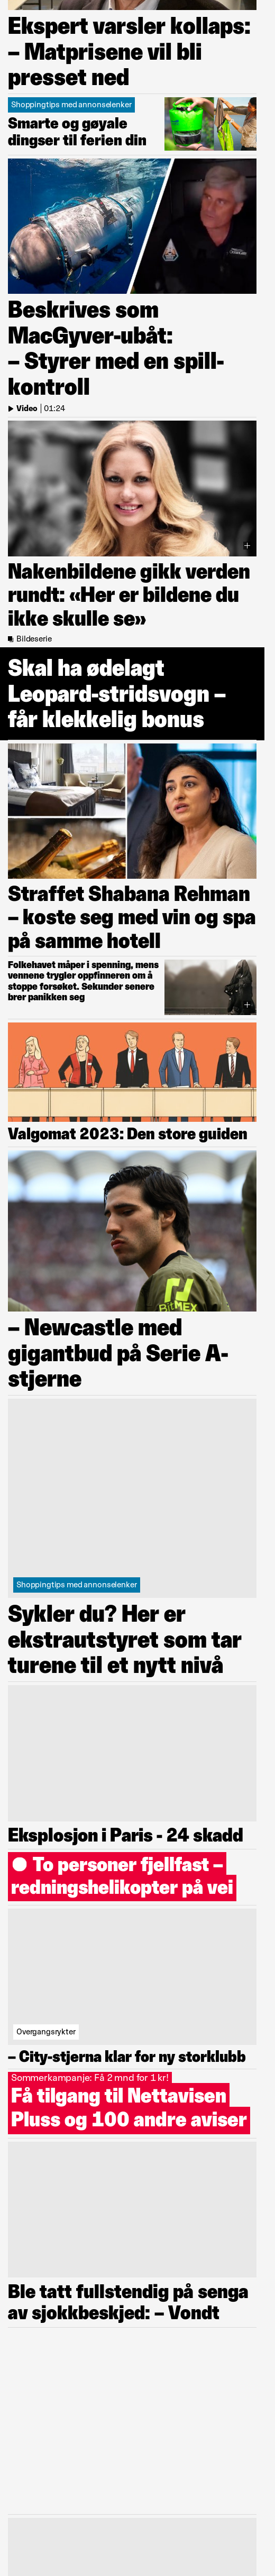 Ekspert varsler kollaps:
– Matprisene vil bli
presset ned
Shoppingtips med annonselenker
Smarte og gøyale
dingser til ferien din
Beskrives som
MacGyver-ubåt:
– Styrer med en spill-
kontroll
Video | 01:24
Nakenbildene gikk verden
rundt: «Her er bildene du
ikke skulle se»
Bildeserie
Skal ha ødelagt
Leopard-stridsvogn –
får klekkelig bonus
Straffet Shabana Rehman
– koste seg med vin og spa
på samme hotell
Folkehavet måper i spenning, mens
vennene trygler oppfinneren om å
stoppe forsøket. Sekunder senere
brer panikken seg
Valgomat 2023: Den store guiden
BitMEX
– Newcastle med
gigantbud på Serie A-
stjerne
Shoppingtips med annonselenker
Sykler du? Her er
ekstrautstyret som tar
turene til et nytt nivå
Eksplosjon i Paris - 24 skadd
To personer fjellfast –
redningshelikopter på vei
Overgangsrykter
– City-stjerna klar for ny storklubb
Sommerkampanje: Få 2 mnd for 1 kr!
Få tilgang til Nettavisen
Pluss og 100 andre aviser
Ble tatt fullstendig på senga
av sjokkbeskjed: – Vondt